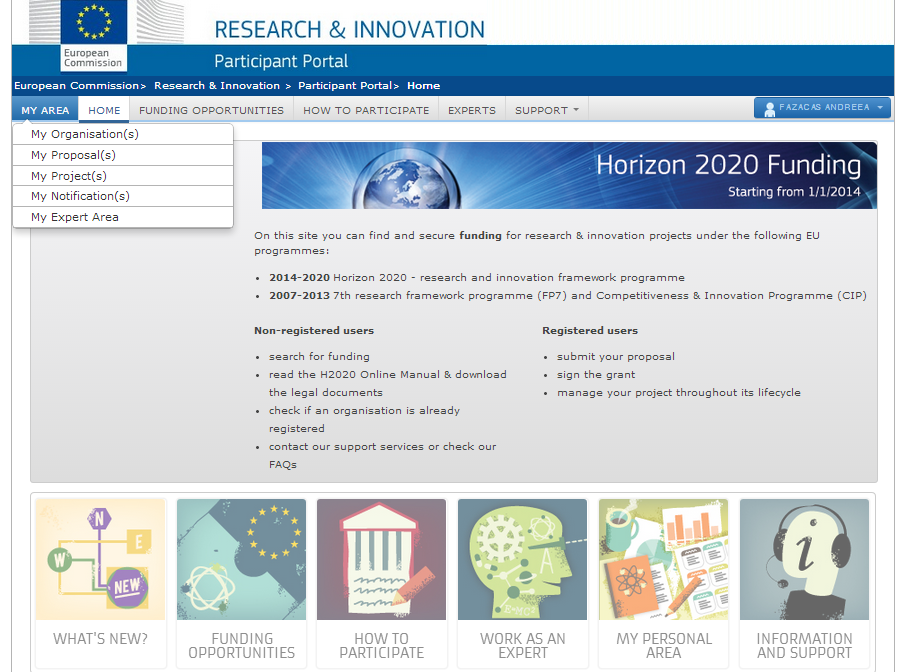 RESEARCH & INNOVATION
European
Commission
Participant Portal
European Commission> Research & Innovation > Participant Portal> Home
MY AREA HOME FUNDING OPPORTUNITIES HOW TO PARTICIPATE EXPERTS SUPPORT FAZACAS ANDREEA
My Organisation(s)
My Proposal(s)
My Project(s)
My Notification(s)
My Expert Area
Horizon 2020 Funding
Starting from 1/1/2014
On this site you can find and secure funding for research & innovation projects under the following EU
programmes:
• 2014-2020 Horizon 2020 - research and innovation framework programme
• 2007-2013 7th research framework programme (FP7) and Competitiveness & Innovation Programme (CIP)
Non-registered users
• search for funding
• read the H2020 Online Manual & download
the legal documents
• check if an organisation is already
registered
• contact our support services or check our
FAQs
Registered users
• submit your proposal
• sign the grant
• manage your project throughout its lifecycle
N
E
W
NEW
A
E=MC²
i
WHAT'S NEW?
FUNDING
OPPORTUNITIES
HOW TO
PARTICIPATE
WORK AS AN
EXPERT
MY PERSONAL
AREA
INFORMATION
AND SUPPORT